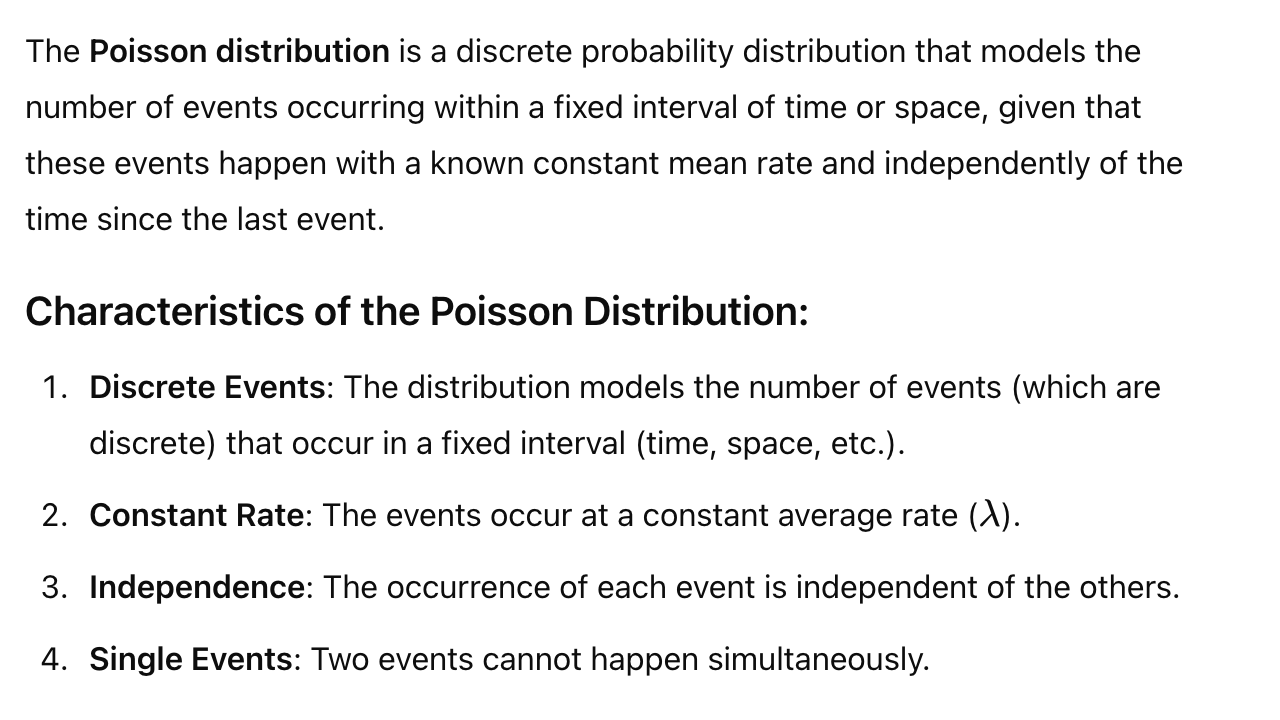 The Poisson distribution is a discrete probability distribution that models the
number of events occurring within a fixed interval of time or space, given that
these events happen with a known constant mean rate and independently of the
time since the last event.
Characteristics of the Poisson Distribution:
1. Discrete Events: The distribution models the number of events (which are
discrete) that occur in a fixed interval (time, space, etc.).
2. Constant Rate: The events occur at a constant average rate (λ).
3. Independence: The occurrence of each event is independent of the others.
4. Single Events: Two events cannot happen simultaneously.